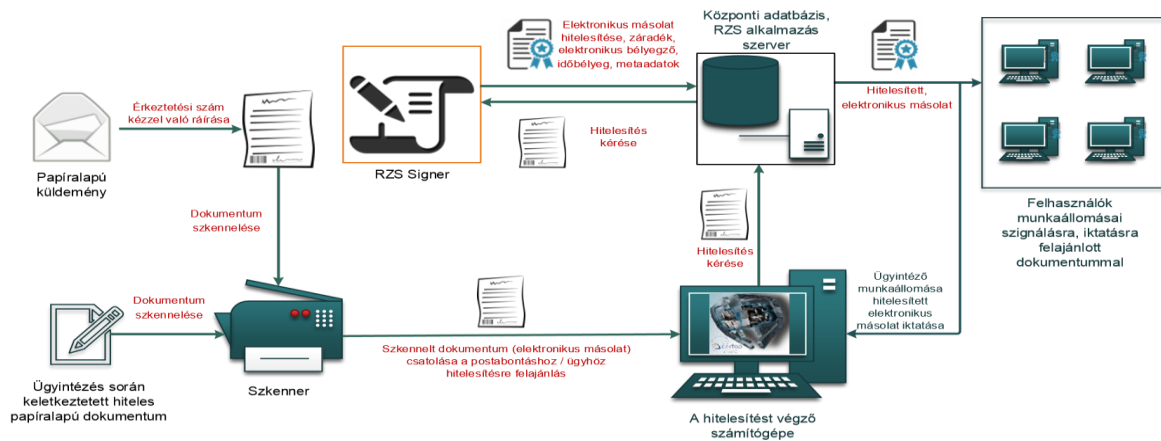 Elektronikus másolat
hitelesítése, záradék,
elektronikus bélyegző,
időbélyeg, metaadatok
Központi adatbázis,
RZS alkalmazás
szerver
Érkeztetési szám
kézzel való ráírása
Hitelesített,
elektronikus másolat
Hitelesítés
kérése
Papíralapú
küldemény
RZS Signer
Felhasználók
munkaállomásai
szignálásra, iktatásra
felajánlott
dokumentummal
Dokumentum
szkennelése
Hitelesítés
kérése
Ügyintéző
munkaállomása
hitelesített
elektronikus
másolat iktatása
Dokumentum
szkennelése
Szkennelt dokumentum (elektronikus másolat)
csatolása a postabontáshoz / ügyhöz
hitelesítésre felajánlás
Szkenner
Ügyintézés során
keletkeztetett hiteles
papíralapú dokumentum
A hitelesítést végző
számítógépe